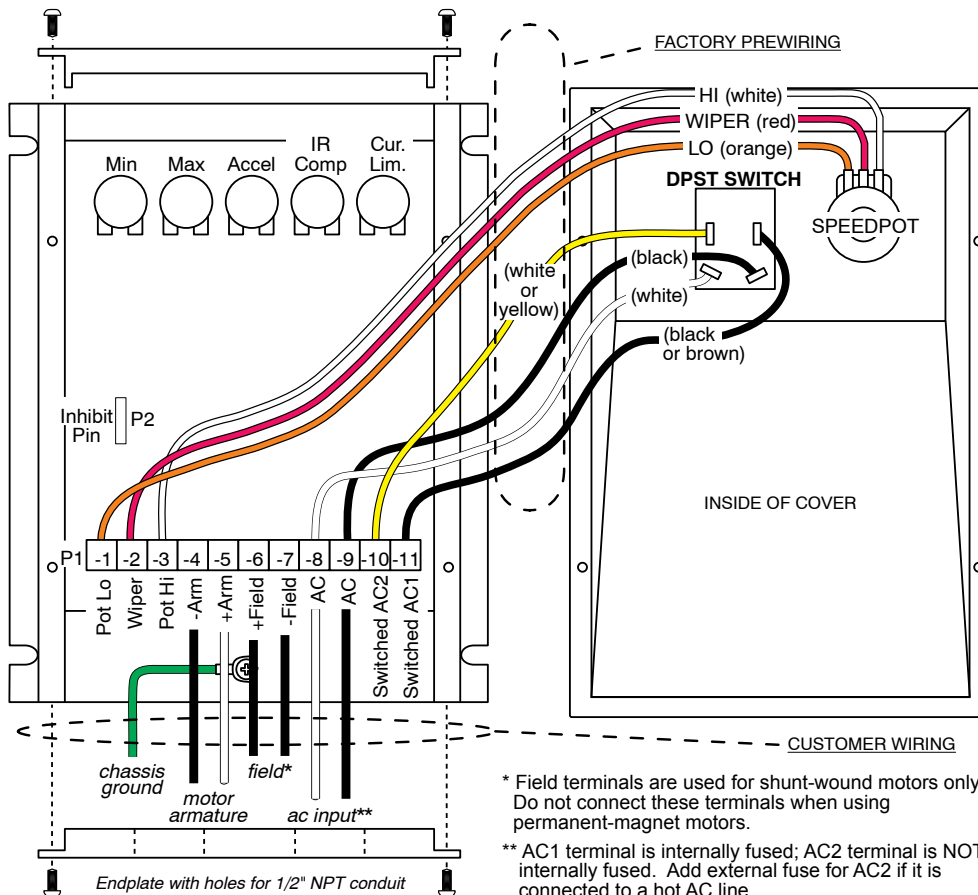 FACTORY PREWIRING
HI (white)
WIPER (red)
LO (orange)
DPST SWITCH
SPEEDPOT
Min
Max
Accel
IR
Comp
Cur.
Lim.
(white
or
yellow)
(black)
(white)
(black
or brown)
Inhibit
Pin
P2
INSIDE OF COVER
P1 -1 -2 -3 -4 -5 -6 -7 -8 -9 -10 -11
Pot Lo
Wiper
Pot Hi
-Arm
+Arm
+Field
-Field
AC
AC
Switched AC2
Switched AC1
CUSTOMER WIRING
chassis
ground
motor
armature
field*
ac input**
* Field terminals are used for shunt-wound motors only
Do not connect these terminals when using
permanent-magnet motors.
** AC1 terminal is internally fused; AC2 terminal is NOT
internally fused. Add external fuse for AC2 if it is
connected to a hot AC line.
Endplate with holes for 1/2" NPT conduit